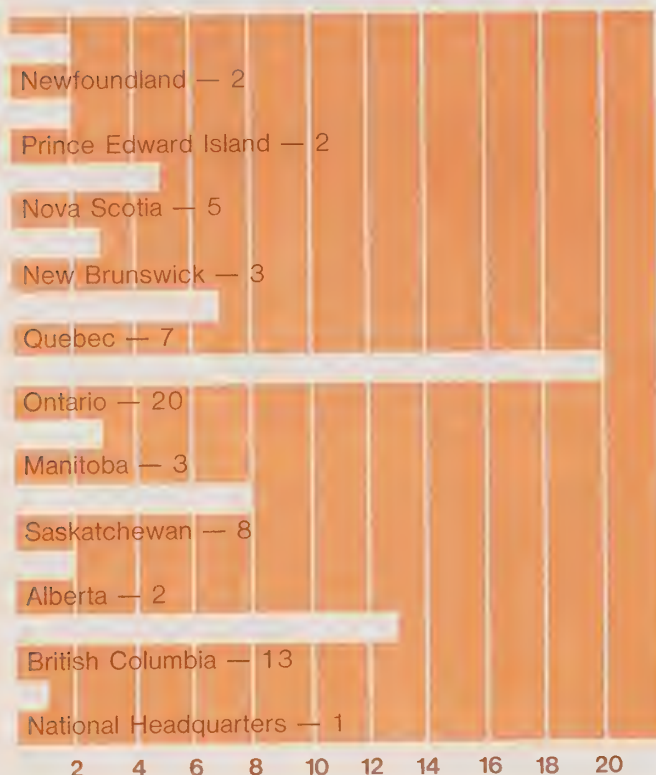 Newfoundland — 2
Prince Edward Island — 2
Nova Scotia — 5
New Brunswick — 3
Quebec — 7
Ontario — 20
Manitoba — 3
Saskatchewan — 8
Alberta — 2
British Columbia — 13
National Headquarters — 1
2 4 6 8 10 12 14 16 18 20